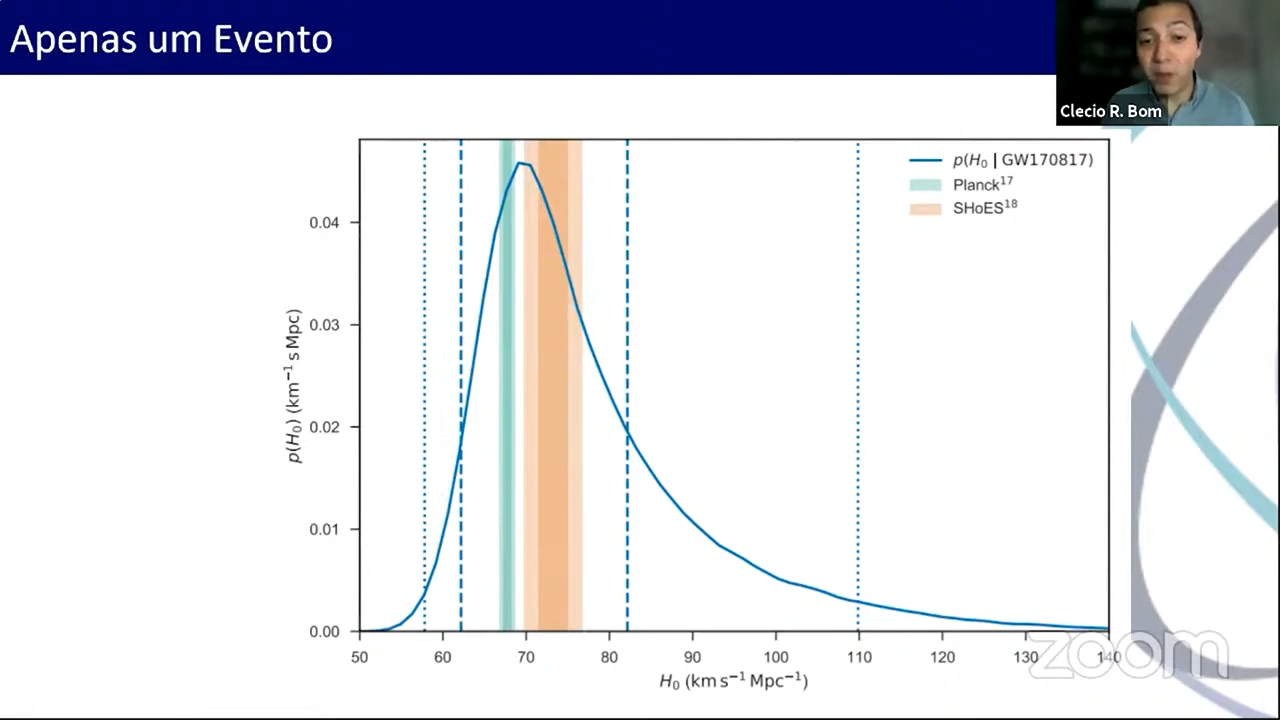 Apenas um Evento
Clecio R. Bom
p(H₀ | GW170817)
Planck¹⁷
SHoES¹⁸
p(H₀) (km⁻¹ s Mpc)
0.04
0.03
0.02
0.01
0.00
50 60 70 80 90 100 110 120 130 140
H₀ (km s⁻¹ Mpc⁻¹)
zoom